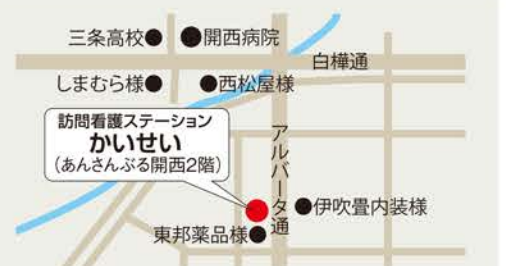 三条高校●
●開西病院
白樺通
しまむら様●
●西松屋様
訪問看護ステーション
かいせい
(あんさんぶる開西2階)
アルバータ通
●伊吹畳内装様
東邦薬品様●